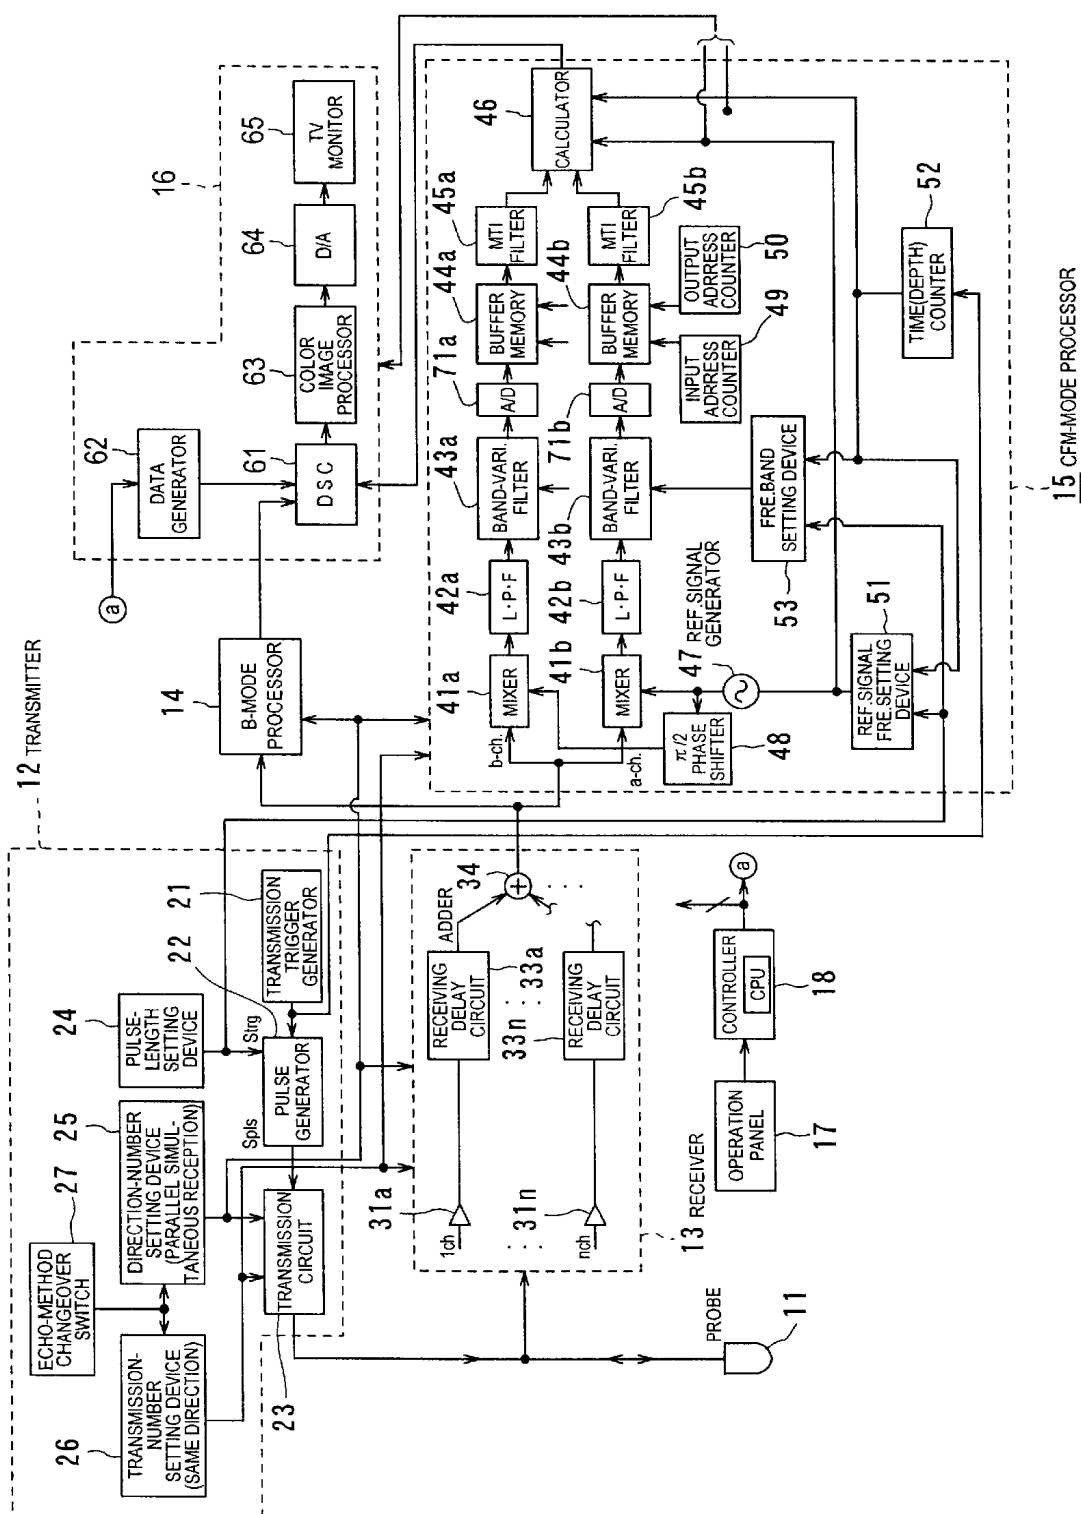 12 TRANSMITTER
27
ECHO-METHOD
CHANGEOVER
SWITCH
26
TRANSMISSION-
NUMBER
SETTING DEVICE
(SAME DIRECTION)
25
DIRECTION-NUMBER
SETTING DEVICE
(PARALLEL SIMUL-
TANEOUS RECEPTION)
24
PULSE-
LENGTH
SETTING
DEVICE
23
TRANSMISSION
CIRCUIT
Spls
PULSE
GENERATOR
Strg
22
21
TRANSMISSION
TRIGGER
GENERATOR
PROBE
11
13 RECEIVER
1ch
31a
nch
31n
RECEIVING
DELAY
CIRCUIT
33a
33n
RECEIVING
DELAY
CIRCUIT
ADDER
34
OPERATION
PANEL
17
CONTROLLER
CPU
18
a
14
B-MODE
PROCESSOR
16
a
62
DATA
GENERATOR
61
D S C
63
COLOR
IMAGE
PROCESSOR
64
D/A
65
TV
MONITOR
15 CFM-MODE PROCESSOR
b-ch.
41a
MIXER
42a
L·P·F
43a
BAND-VARI.
FILTER
71a
A/D
44a
BUFFER
MEMORY
45a
MTI
FILTER
46
CALCULATOR
a-ch.
41b
MIXER
42b
L·P·F
43b
BAND-VARI.
FILTER
71b
A/D
44b
BUFFER
MEMORY
45b
MTI
FILTER
π/2
PHASE
SHIFTER
48
47 REF.SIGNAL
GENERATOR
INPUT
ADRRESS
COUNTER
49
OUTPUT
ADRRESS
COUNTER
50
REF.SIGNAL
FRE.SETTING
DEVICE
51
FRE.BAND
SETTING DEVICE
53
TIME(DEPTH)
COUNTER
52